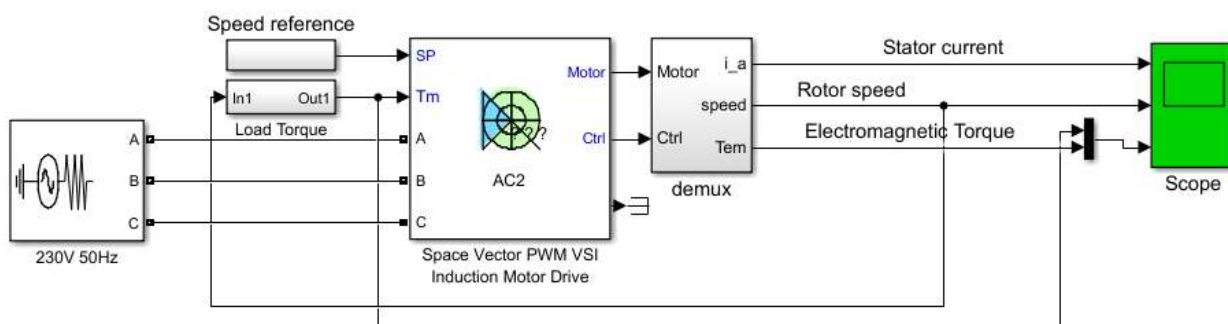 Speed reference
SP
In1
Out1
Load Torque
Tm
A
B
C
230V 50Hz
A
B
C
Motor
Ctrl
???
AC2
Space Vector PWM VSI
Induction Motor Drive
Motor
Ctrl
i_a
speed
Tem
demux
Stator current
Rotor speed
Electromagnetic Torque
Scope